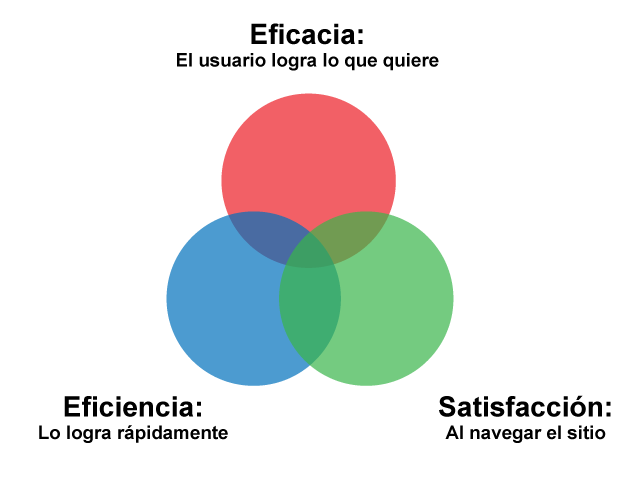 Eficacia:
El usuario logra lo que quiere
Eficiencia:
Lo logra rápidamente
Satisfacción:
Al navegar el sitio